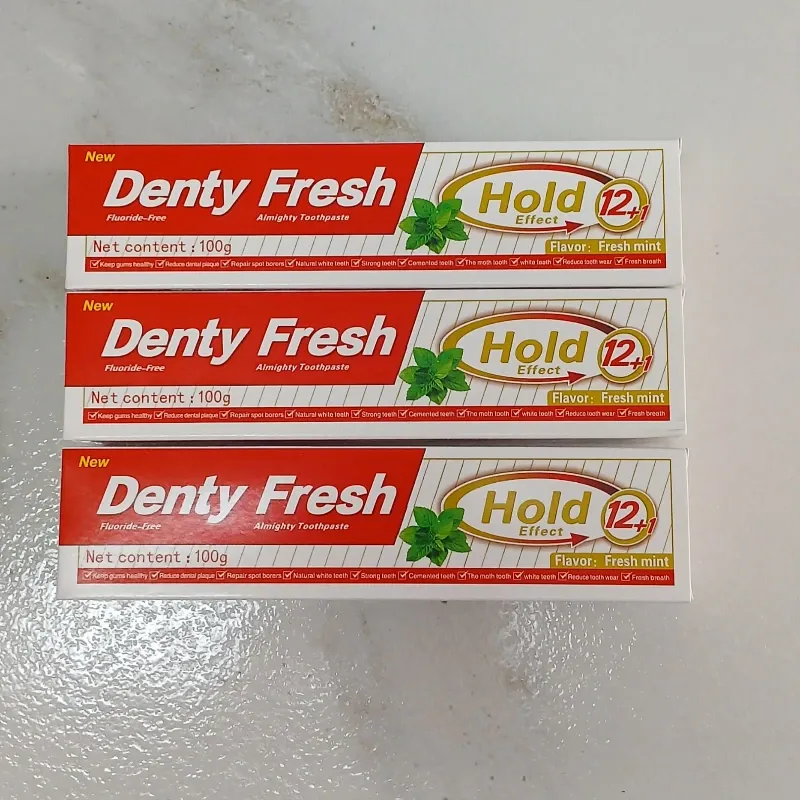 New
Denty Fresh
Fluoride-Free Almighty Toothpaste
Hold 12+1
Effect
Net content : 100g
Flavor: Fresh mint
Keep gums healthy Reduce dental plaque Repair spot borers Natural white teeth Strong teeth Cemented teeth The moth tooth white teeth Reduce tooth wear Fresh breath
New
Denty Fresh
Fluoride-Free Almighty Toothpaste
Hold 12+1
Effect
Net content : 100g
Flavor: Fresh mint
Keep gums healthy Reduce dental plaque Repair spot borers Natural white teeth Strong teeth Cemented teeth The moth tooth white teeth Reduce tooth wear Fresh breath
New
Denty Fresh
Fluoride-Free Almighty Toothpaste
Hold 12+1
Effect
Net content : 100g
Flavor: Fresh mint
Keep gums healthy Reduce dental plaque Repair spot borers Natural white teeth Strong teeth Cemented teeth The moth tooth white teeth Reduce tooth wear Fresh breath